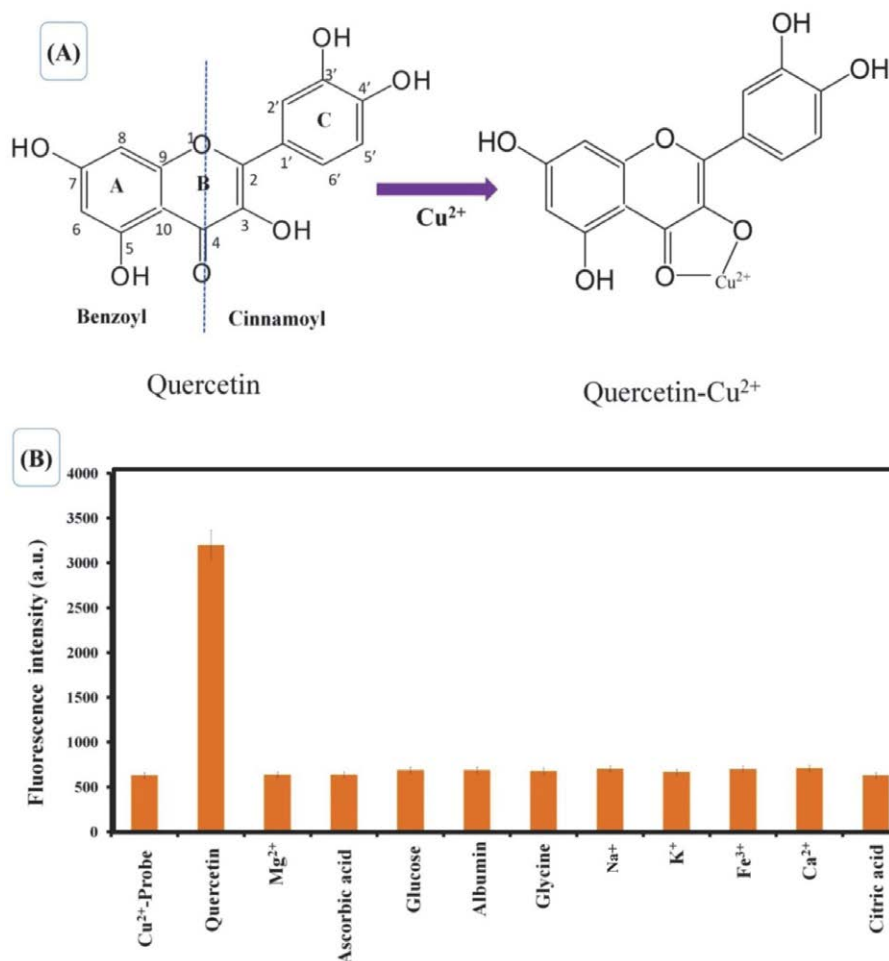 (A)
OH
3'
4'
OH
2'
C
5'
6'
1'
O
1
8
9
HO
7
A
B
2
6
10
3
OH
5
4
OH
O
Benzoyl
Cinnamoyl
Quercetin
Cu²⁺
OH
OH
HO
O
O
OH
O
Cu²⁺
Quercetin-Cu²⁺
(B)
Fluorescence intensity (a.u.)
4000
3500
3000
2500
2000
1500
1000
500
0
Cu²⁺-Probe
Quercetin
Mg²⁺
Ascorbic acid
Glucose
Albumin
Glycine
Na+
K⁺
Fe³⁺
Ca²⁺
Citric acid